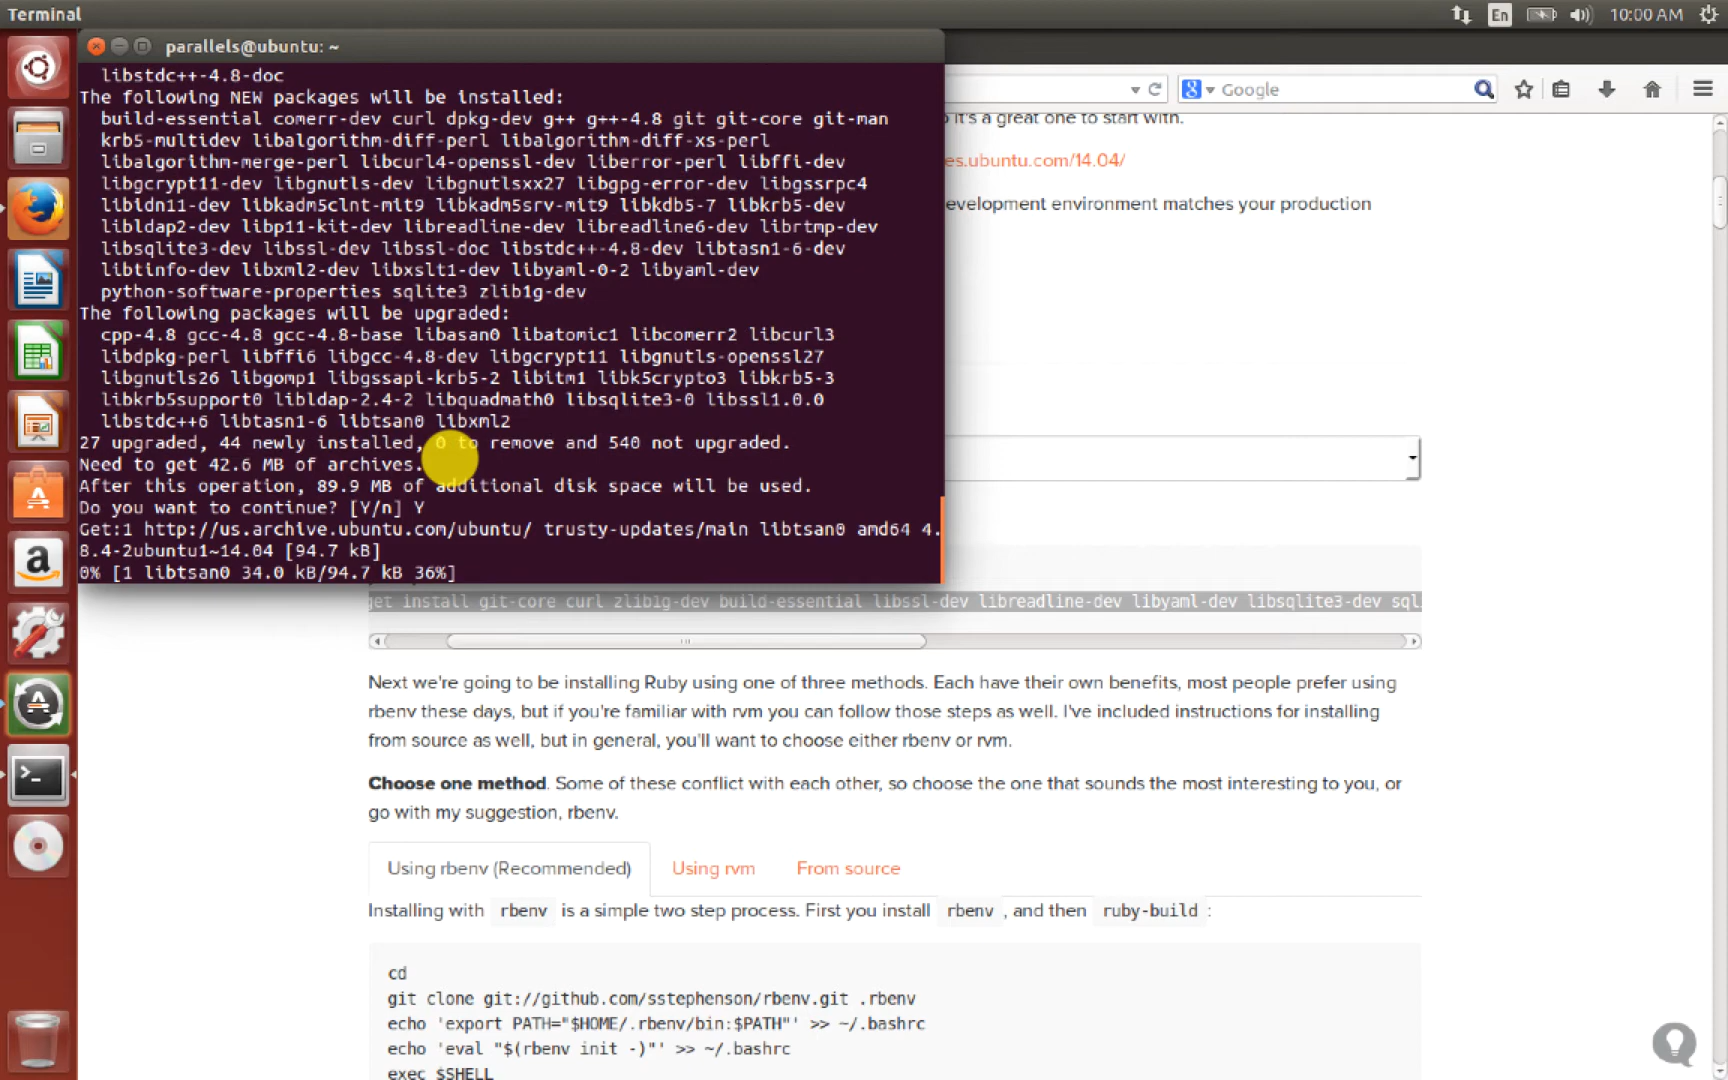 Terminal
En
10:00 AM
parallels@ubuntu: ~
libstdc++-4.8-doc
The following NEW packages will be installed:
build-essential comerr-dev curl dpkg-dev g++ g++-4.8 git git-core git-man
krb5-multidev libalgorithm-diff-perl libalgorithm-diff-xs-perl
libalgorithm-merge-perl libcurl4-openssl-dev liberror-perl libffi-dev
libgcrypt11-dev libgnutls-dev libgnutlsxx27 libgpg-error-dev libgssrpc4
libidn11-dev libkadm5clnt-mit9 libkadm5srv-mit9 libkdb5-7 libkrb5-dev
libldap2-dev libp11-kit-dev libreadline-dev libreadline6-dev librtmp-dev
libsqlite3-dev libssl-dev libssl-doc libstdc++-4.8-dev libtasn1-6-dev
libtinfo-dev libxml2-dev libxslt1-dev libyaml-0-2 libyaml-dev
python-software-properties sqlite3 zlib1g-dev
The following packages will be upgraded:
cpp-4.8 gcc-4.8 gcc-4.8-base libasan0 libatomic1 libcomerr2 libcurl3
libdpkg-perl libffi6 libgcc-4.8-dev libgcrypt11 libgnutls-openssl27
libgnutls26 libgomp1 libgssapi-krb5-2 libitm1 libk5crypto3 libkrb5-3
libkrb5support0 libldap-2.4-2 libquadmath0 libsqlite3-0 libssl1.0.0
libstdc++6 libtasn1-6 libtsan0 libxml2
27 upgraded, 44 newly installed, 0 to remove and 540 not upgraded.
Need to get 42.6 MB of archives.
After this operation, 89.9 MB of additional disk space will be used.
Do you want to continue? [Y/n] Y
Get:1 http://us.archive.ubuntu.com/ubuntu/ trusty-updates/main libtsan0 amd64 4.
8.4-2ubuntu1~14.04 [94.7 kB]
0% [1 libtsan0 34.0 kB/94.7 kB 36%]
8 Google
o it's a great one to start with.
es.ubuntu.com/14.04/
evelopment environment matches your production
get install git-core curl zlib1g-dev build-essential libssl-dev libreadline-dev libyaml-dev libsqlite3-dev sql
Next we're going to be installing Ruby using one of three methods. Each have their own benefits, most people prefer using
rbenv these days, but if you're familiar with rvm you can follow those steps as well. I've included instructions for installing
from source as well, but in general, you'll want to choose either rbenv or rvm.
Choose one method. Some of these conflict with each other, so choose the one that sounds the most interesting to you, or
go with my suggestion, rbenv.
Using rbenv (Recommended) Using rvm From source
Installing with rbenv is a simple two step process. First you install rbenv , and then ruby-build :
cd
git clone git://github.com/sstephenson/rbenv.git .rbenv
echo 'export PATH="$HOME/.rbenv/bin:$PATH"' >> ~/.bashrc
echo 'eval "$(rbenv init -)"' >> ~/.bashrc
exec $SHELL